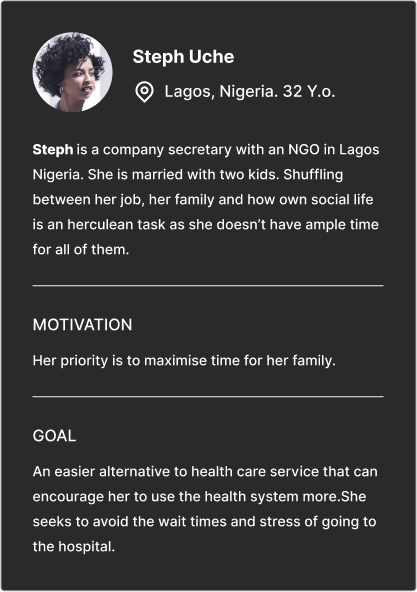 Steph Uche
Lagos, Nigeria. 32 Y.o.
Steph is a company secretary with an NGO in Lagos
Nigeria. She is married with two kids. Shuffling
between her job, her family and how own social life
is an herculean task as she doesn’t have ample time
for all of them.
MOTIVATION
Her priority is to maximise time for her family.
GOAL
An easier alternative to health care service that can
encourage her to use the health system more.She
seeks to avoid the wait times and stress of going to
the hospital.